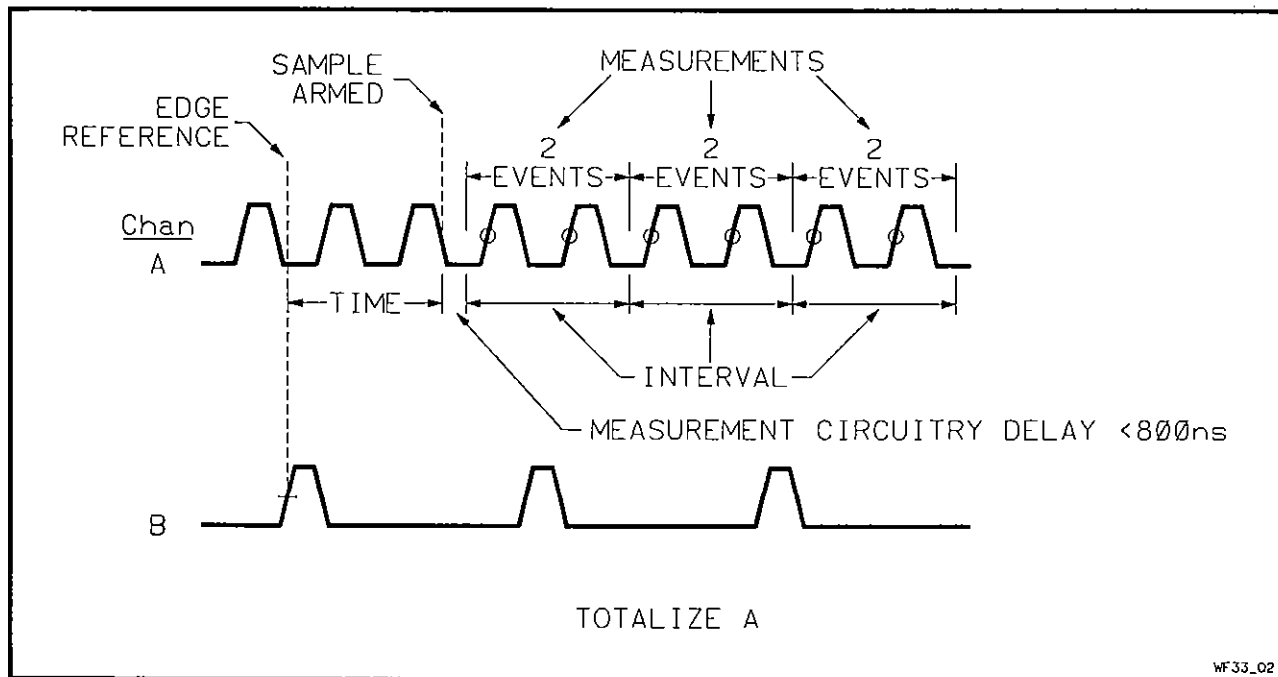 MEASUREMENTS
SAMPLE
ARMED
EDGE
REFERENCE
2
EVENTS
2
EVENTS
2
EVENTS
Chan
A
TIME
INTERVAL
MEASUREMENT CIRCUITRY DELAY <800ns
B
TOTALIZE A
WF33_02